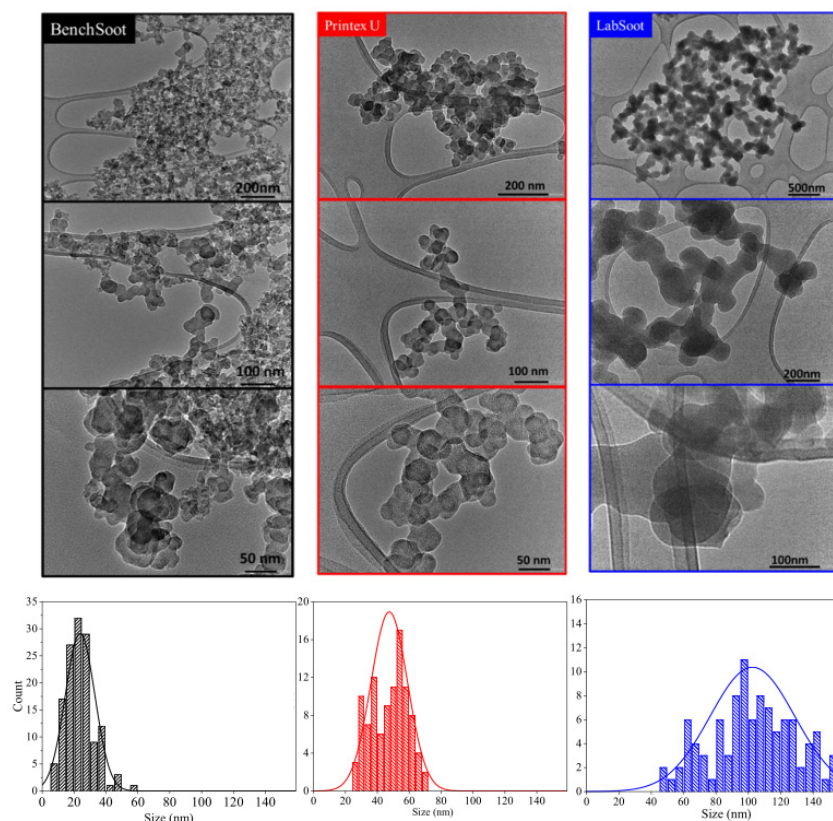 BenchSoot
Printex U
LabSoot
200nm
200 nm
500nm
100 nm
100 nm
200nm
50 nm
50 nm
100nm
35
30
25
20
15
10
5
0
Count
0 20 40 60 80 100 120 140
Size (nm)
20
16
12
8
4
0
0 20 40 60 80 100 120 140
Size (nm)
16
14
12
10
8
6
4
2
0
0 20 40 60 80 100 120 140
Size (nm)